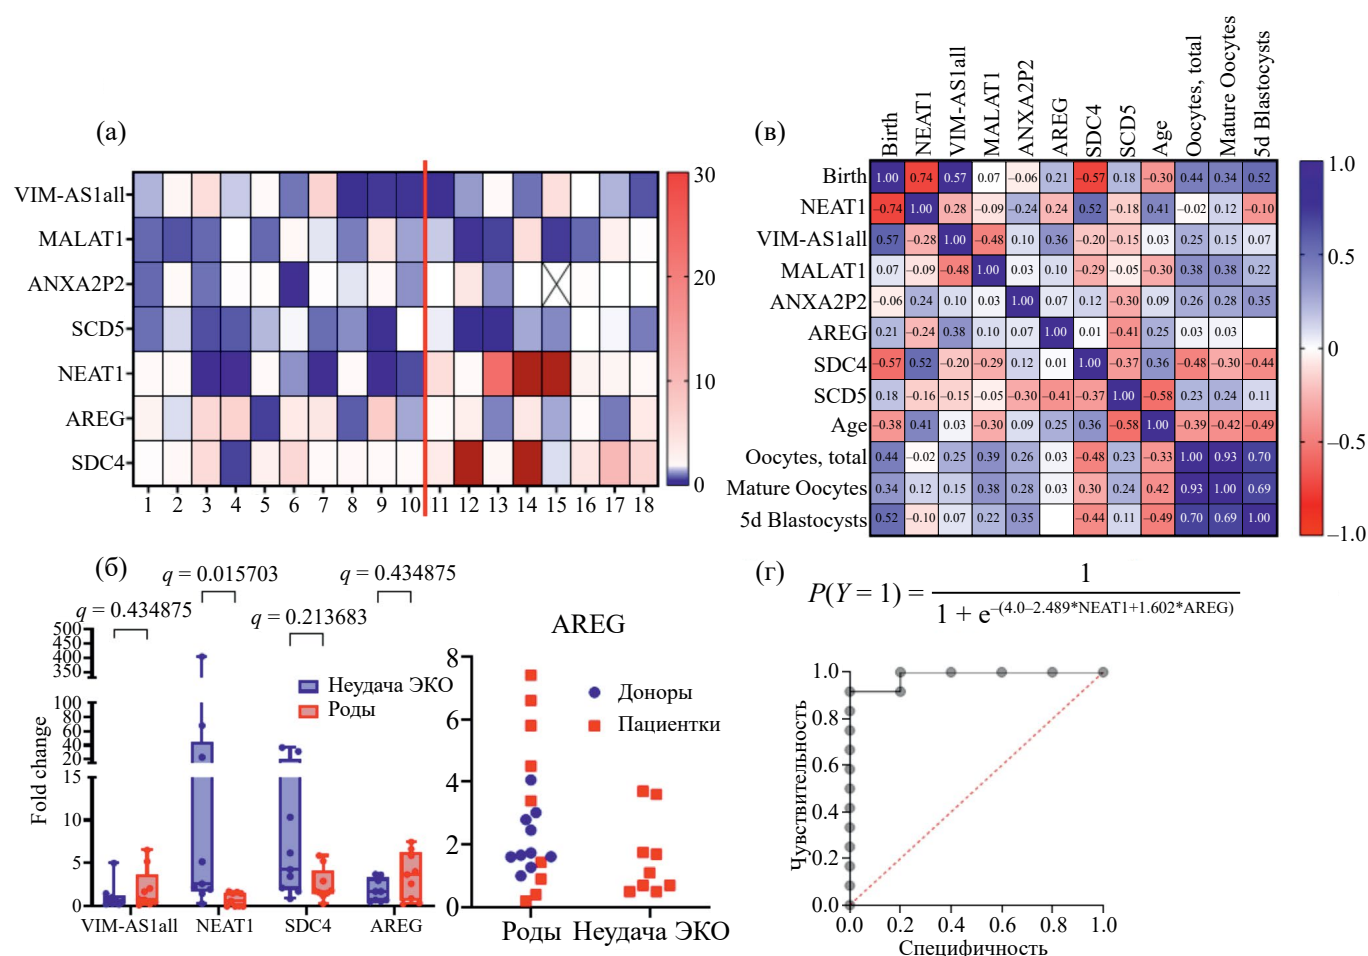 (а)
VIM-AS1all
MALAT1
ANXA2P2
SCD5
NEAT1
AREG
SDC4
1 2 3 4 5 6 7 8 9 10 11 12 13 14 15 16 17 18
30
20
10
0
(в)
Birth NEAT1 VIM-AS1all MALAT1 ANXA2P2 AREG SDC4 SCD5 Age Oocytes, total Mature Oocytes 5d Blastocysts
Birth 1.00 0.74 0.57 0.07 –0.06 0.21 –0.57 0.18 –0.30 0.44 0.34 0.52
NEAT1 –0.74 1.00 0.28 –0.09 –0.24 0.24 0.52 –0.18 0.41 –0.02 0.12 –0.10
VIM-AS1all 0.57 –0.28 1.00 –0.48 0.10 0.36 –0.20 –0.15 0.03 0.25 0.15 0.07
MALAT1 0.07 –0.09 –0.48 1.00 0.03 0.10 –0.29 –0.05 –0.30 0.38 0.38 0.22
ANXA2P2 –0.06 0.24 0.10 0.03 1.00 0.07 0.12 –0.30 0.09 0.26 0.28 0.35
AREG 0.21 –0.24 0.38 0.10 0.07 1.00 0.01 –0.41 0.25 0.03 0.03
SDC4 –0.57 0.52 –0.20 –0.29 0.12 0.01 1.00 –0.37 0.36 –0.48 –0.30 –0.44
SCD5 0.18 –0.16 –0.15 –0.05 –0.30 –0.41 –0.37 1.00 –0.58 0.23 0.24 0.11
Age –0.38 0.41 0.03 –0.30 0.09 0.25 0.36 –0.58 1.00 –0.39 –0.42 –0.49
Oocytes, total 0.44 –0.02 0.25 0.39 0.26 0.03 –0.48 0.23 –0.33 1.00 0.93 0.70
Mature Oocytes 0.34 0.12 0.15 0.38 0.28 0.03 0.30 0.24 0.42 0.93 1.00 0.69
5d Blastocysts 0.52 –0.10 0.07 0.22 0.35 –0.44 0.11 –0.49 0.70 0.69 1.00
1.0
0.5
0
–0.5
–1.0
(б)
q = 0.434875
q = 0.015703
q = 0.213683
q = 0.434875
Fold change
500
450
400
350
100
80
60
40
20
15
10
5
0
Неудача ЭКО
Роды
VIM-AS1all NEAT1 SDC4 AREG
AREG
8
6
4
2
0
Доноры
Пациентки
Роды Неудача ЭКО
(г)
P(Y = 1) = 1 / 1 + e–(4.0–2.489*NEAT1+1.602*AREG)
Чувствительность
1.0
0.8
0.6
0.4
0.2
0.0
0.0 0.2 0.4 0.6 0.8 1.0
Специфичность